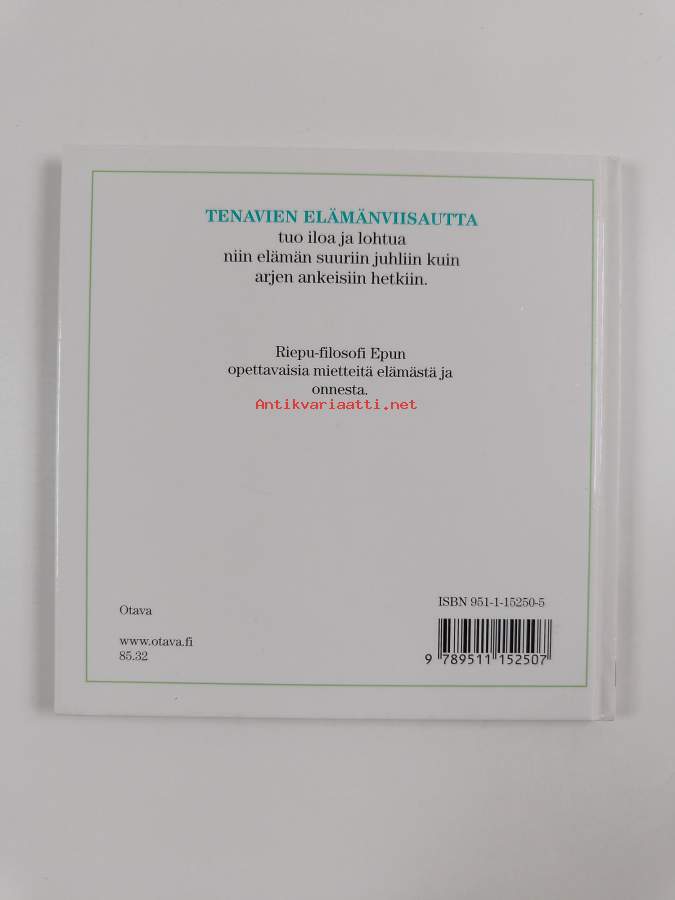 TENAVIEN ELÄMÄNVIISAUTTA
tuo iloa ja lohtua
niin elämän suuriin juhliin kuin
arjen ankeisiin hetkiin.
Riepu-filosofi Epun
opettavaisia mietteitä elämästä ja
onnesta.
Antikvariaatti.net
Otava
www.otava.fi
85.32
ISBN 951-1-15250-5
9 789511 152507